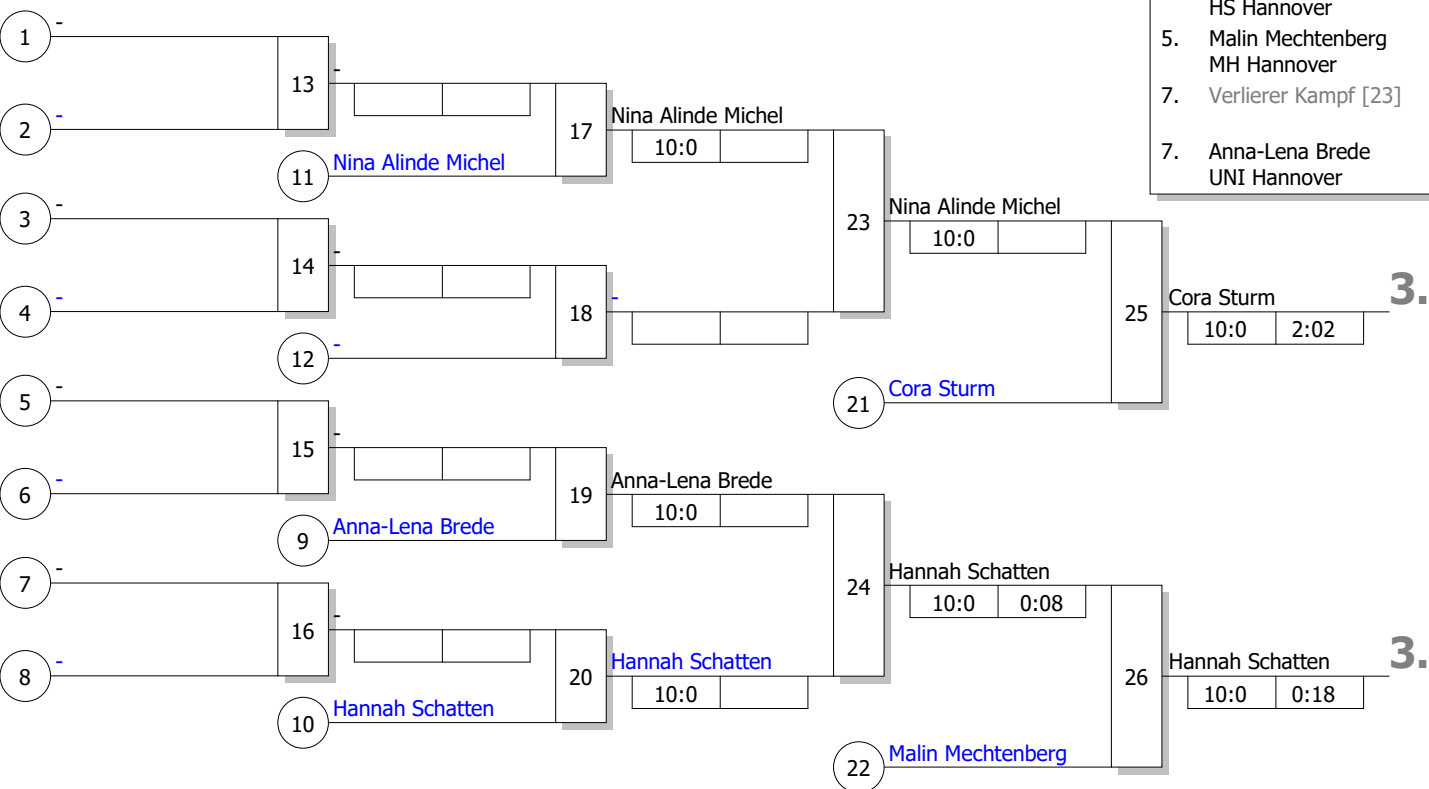 HS Hannover
5. Malin Mechtenberg
MH Hannover
7. Verlierer Kampf [23]
7. Anna-Lena Brede
UNI Hannover
1 -
13 -
2 -
17 Nina Alinde Michel
10:0
11 Nina Alinde Michel
3 -
23 Nina Alinde Michel
10:0
14 -
4 -
18 -
12 -
25 Cora Sturm 3.
10:0 2:02
21 Cora Sturm
5 -
15 -
6 -
19 Anna-Lena Brede
10:0
9 Anna-Lena Brede
7 -
24 Hannah Schatten
10:0 0:08
16 -
8 -
20 Hannah Schatten
10:0
10 Hannah Schatten
26 Hannah Schatten 3.
10:0 0:18
22 Malin Mechtenberg